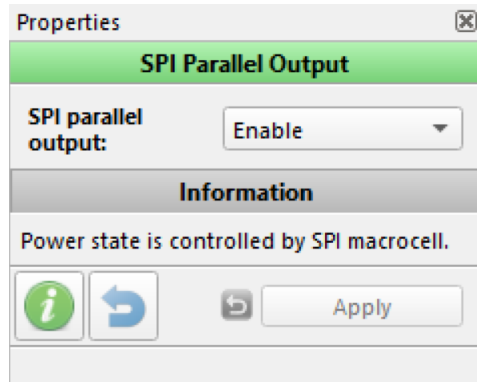 Properties
SPI Parallel Output
SPI parallel
output:
Enable
Information
Power state is controlled by SPI macrocell.
Apply